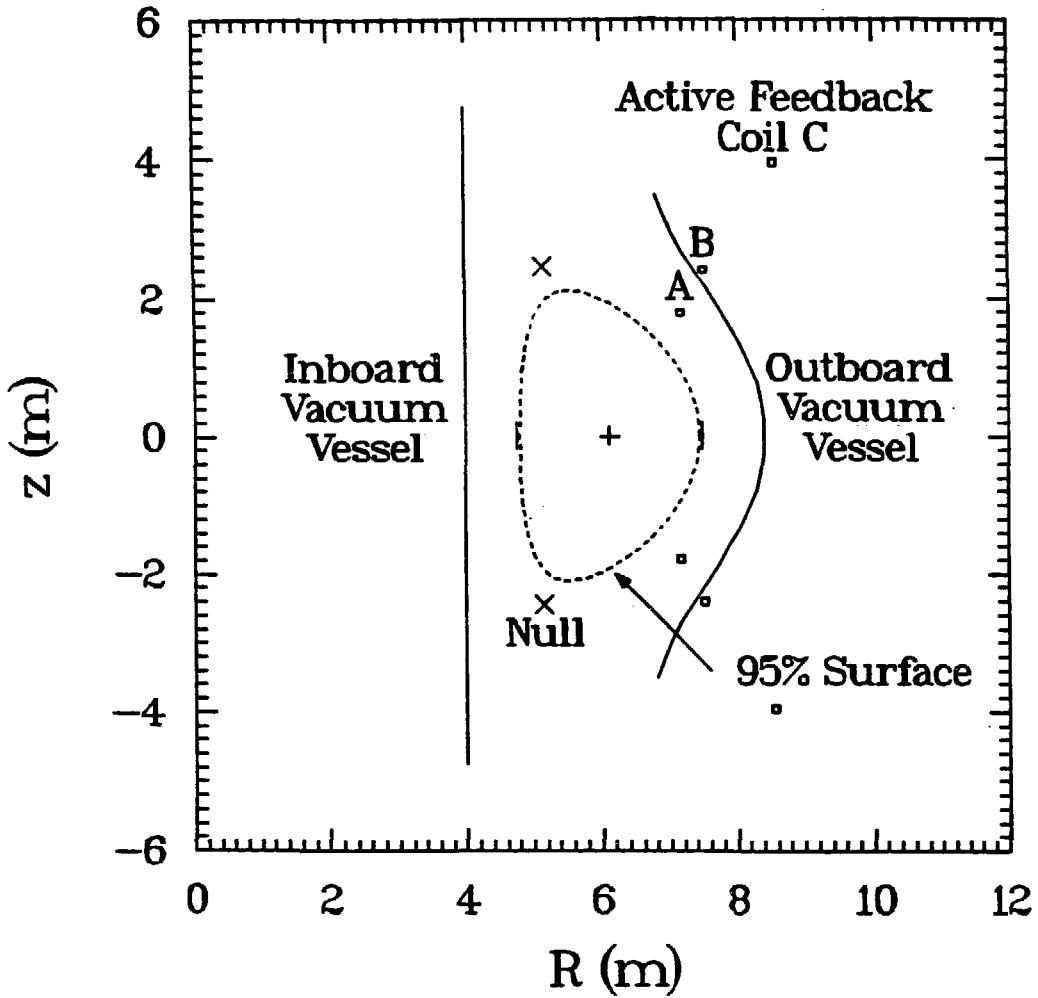 6
Active Feedback
Coil C
4
B
A
2
Inboard
Vacuum
Vessel
Outboard
Vacuum
Vessel
0
z (m)
−2
Null
95% Surface
−4
−6
0 2 4 6 8 10 12
R (m)